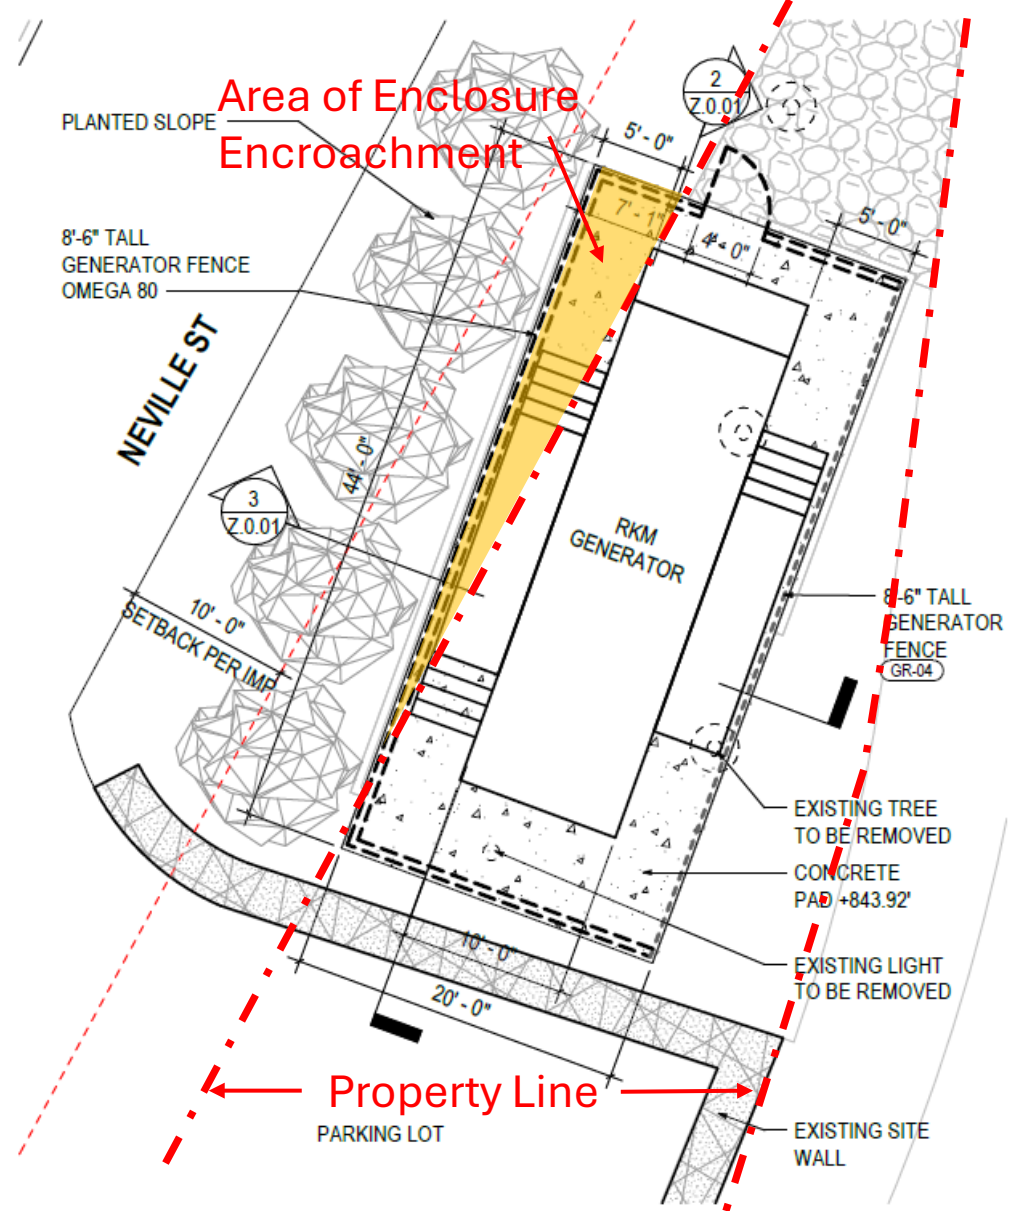 2
Z.0.01
Area of Enclosure
Encroachment
PLANTED SLOPE
5' - 0"
7' - 1"
4' - 0"
5' - 0"
8'-6" TALL
GENERATOR FENCE
OMEGA 80
NEVILLE ST
44' - 0"
3
Z.0.01
RKM
GENERATOR
10' - 0"
SETBACK PER IMP
8'-6" TALL
GENERATOR
FENCE
GR-04
EXISTING TREE
TO BE REMOVED
CONCRETE
PAD +843.92'
10' - 0"
EXISTING LIGHT
TO BE REMOVED
20' - 0"
Property Line
PARKING LOT
EXISTING SITE
WALL